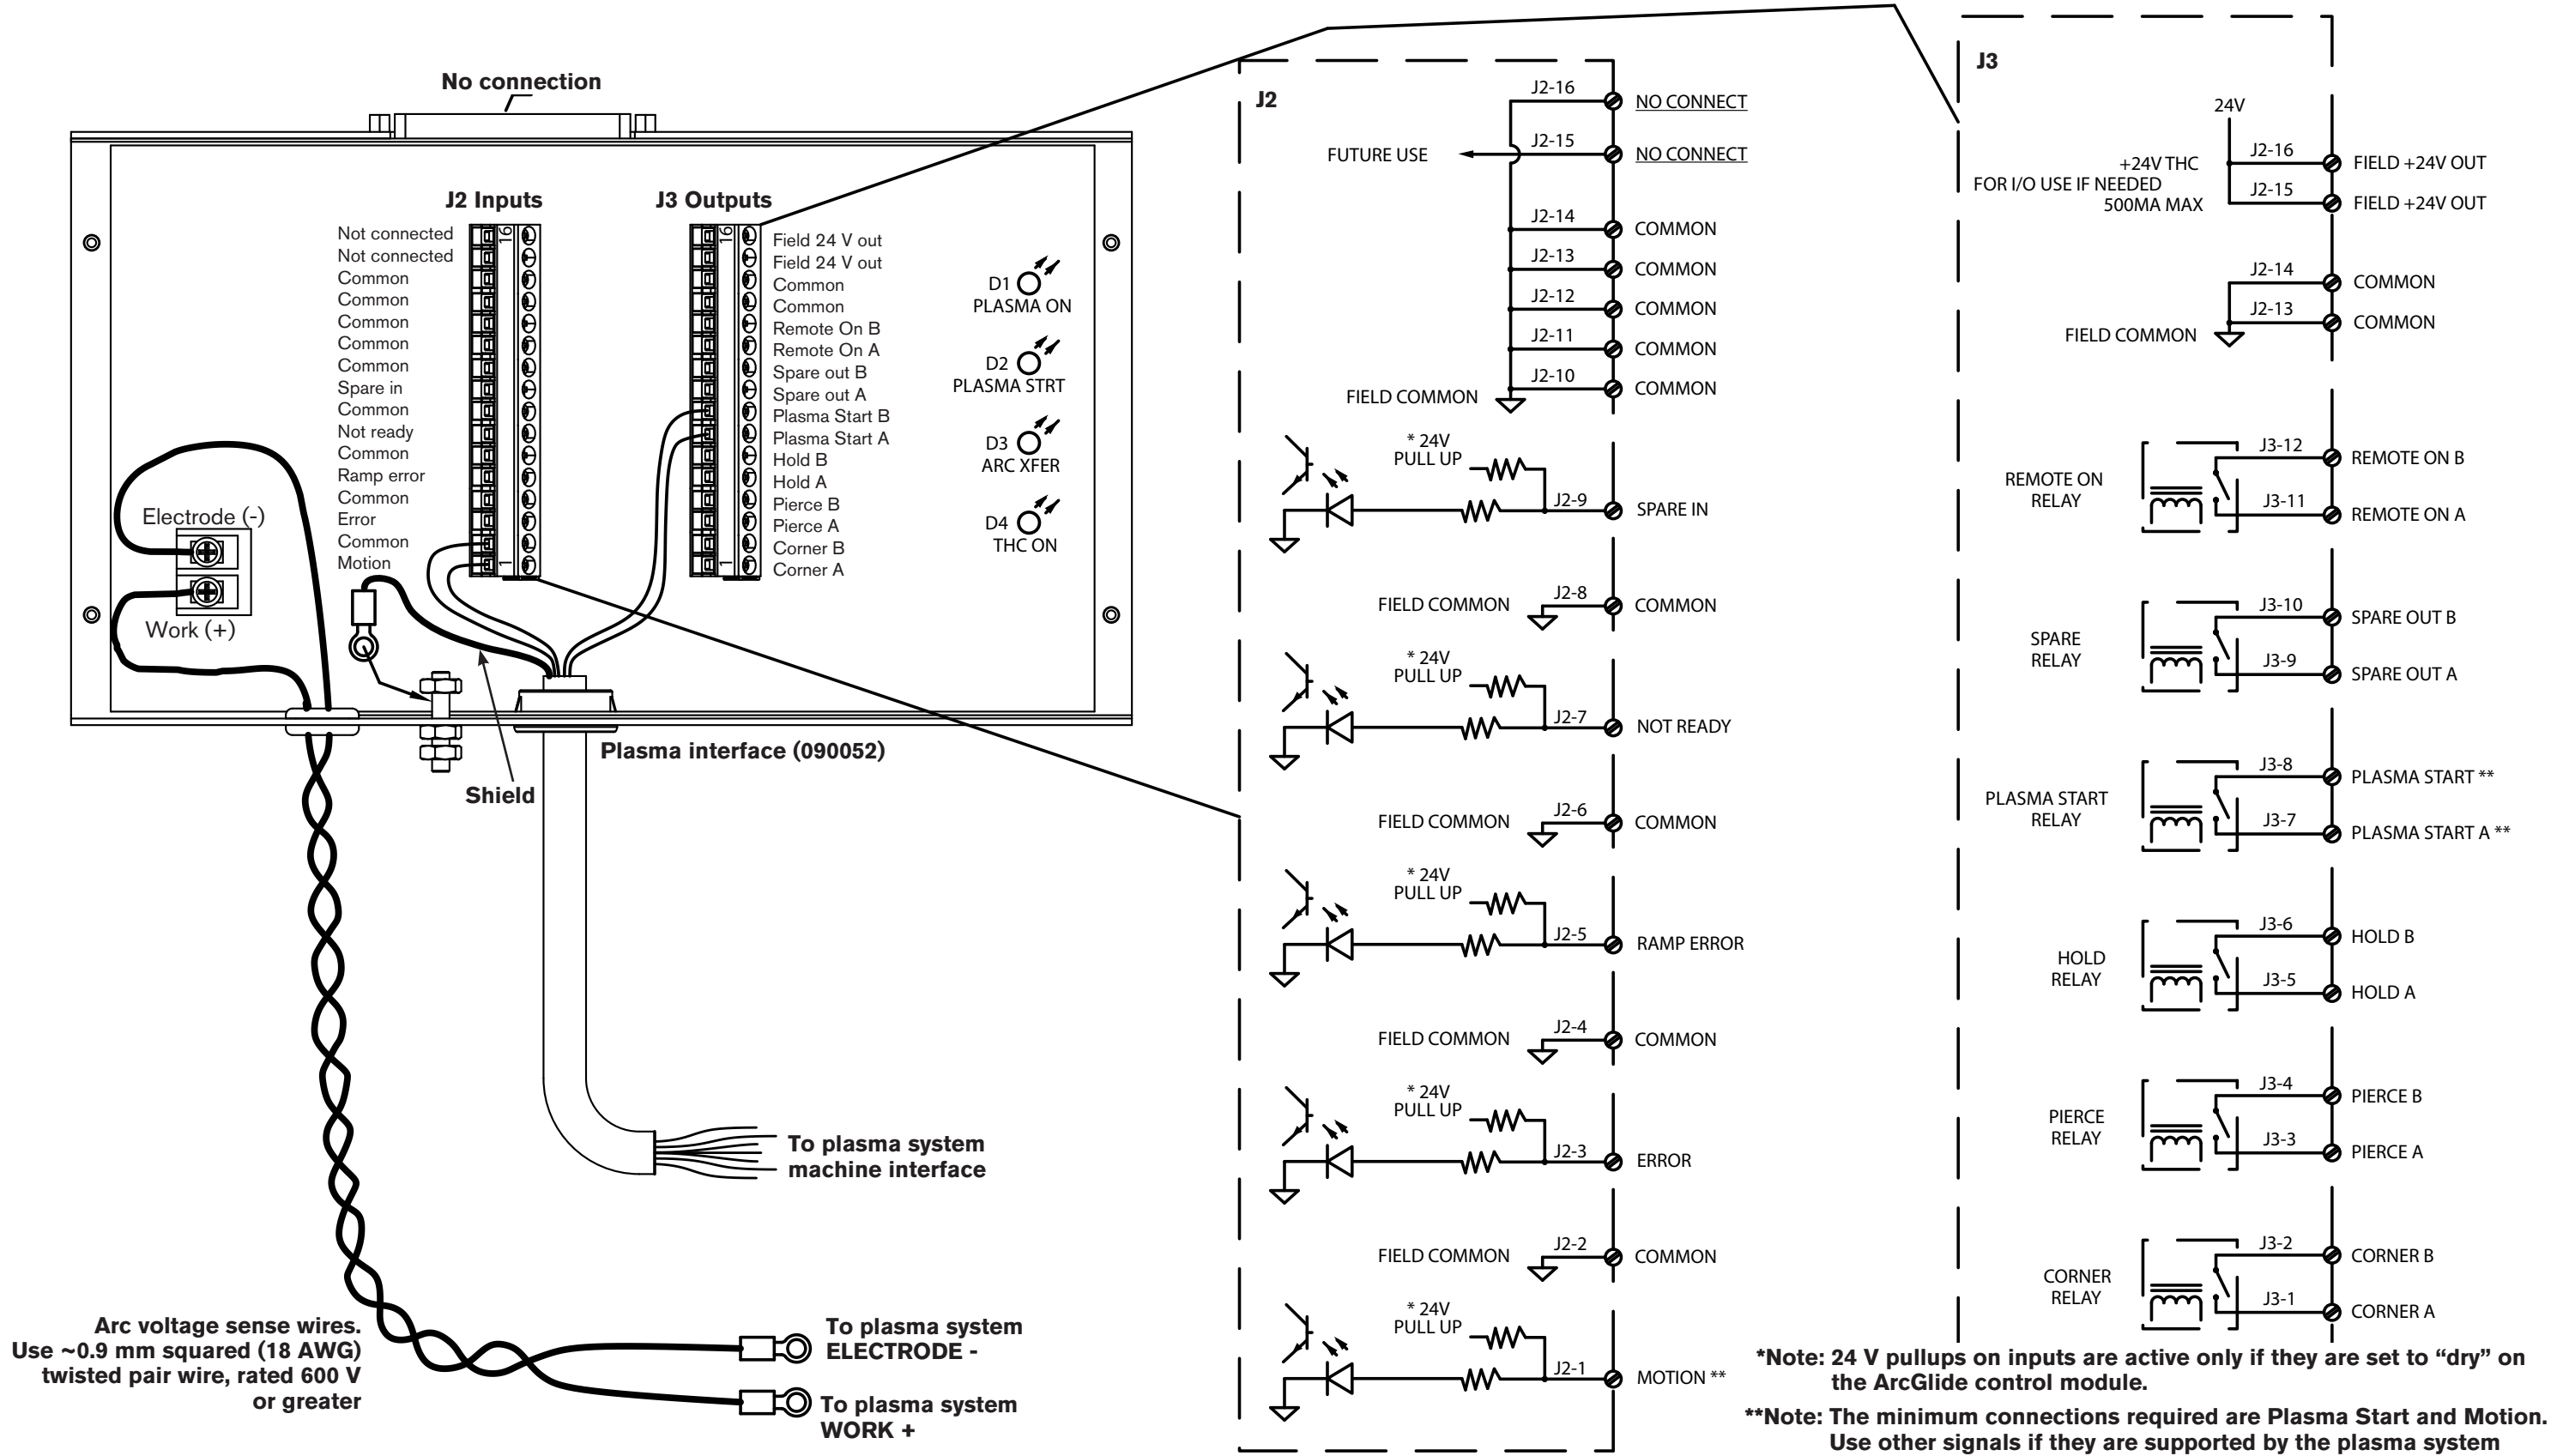 No connection
J2 Inputs
Not connected
Not connected
Common
Common
Common
Common
Common
Spare in
Common
Not ready
Common
Ramp error
Common
Error
Common
Motion
16
1
J3 Outputs
16
1
Field 24 V out
Field 24 V out
Common
Common
Remote On B
Remote On A
Spare out B
Spare out A
Plasma Start B
Plasma Start A
Hold B
Hold A
Pierce B
Pierce A
Corner B
Corner A
D1
PLASMA ON
D2
PLASMA STRT
D3
ARC XFER
D4
THC ON
Electrode (-)
Work (+)
Plasma interface (090052)
Shield
To plasma system
machine interface
Arc voltage sense wires.
Use ~0.9 mm squared (18 AWG)
twisted pair wire, rated 600 V
or greater
To plasma system
ELECTRODE -
To plasma system
WORK +
J2
J2-16
NO CONNECT
FUTURE USE
J2-15
NO CONNECT
J2-14
COMMON
J2-13
COMMON
J2-12
COMMON
J2-11
COMMON
J2-10
COMMON
FIELD COMMON
* 24V
PULL UP
J2-9
SPARE IN
FIELD COMMON
J2-8
COMMON
* 24V
PULL UP
J2-7
NOT READY
FIELD COMMON
J2-6
COMMON
* 24V
PULL UP
J2-5
RAMP ERROR
FIELD COMMON
J2-4
COMMON
* 24V
PULL UP
J2-3
ERROR
FIELD COMMON
J2-2
COMMON
* 24V
PULL UP
J2-1
MOTION **
J3
24V
+24V THC
FOR I/O USE IF NEEDED
500MA MAX
J2-16
FIELD +24V OUT
J2-15
FIELD +24V OUT
J2-14
COMMON
J2-13
COMMON
FIELD COMMON
REMOTE ON
RELAY
J3-12
REMOTE ON B
J3-11
REMOTE ON A
SPARE
RELAY
J3-10
SPARE OUT B
J3-9
SPARE OUT A
PLASMA START
RELAY
J3-8
PLASMA START **
J3-7
PLASMA START A **
HOLD
RELAY
J3-6
HOLD B
J3-5
HOLD A
PIERCE
RELAY
J3-4
PIERCE B
J3-3
PIERCE A
CORNER
RELAY
J3-2
CORNER B
J3-1
CORNER A
*Note: 24 V pullups on inputs are active only if they are set to “dry” on
the ArcGlide control module.
**Note: The minimum connections required are Plasma Start and Motion.
Use other signals if they are supported by the plasma system